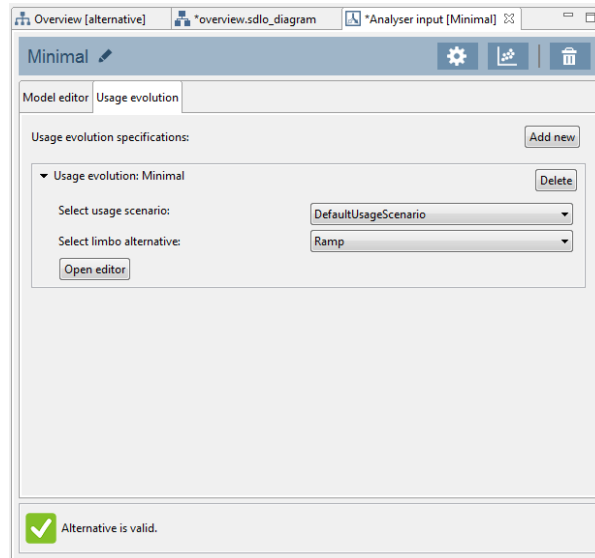 Overview [alternative] *overview.sdlo_diagram *Analyser input [Minimal]
Minimal
Model editor Usage evolution
Usage evolution specifications: Add new
Usage evolution: Minimal Delete
Select usage scenario: DefaultUsageScenario
Select limbo alternative: Ramp
Open editor
Alternative is valid.